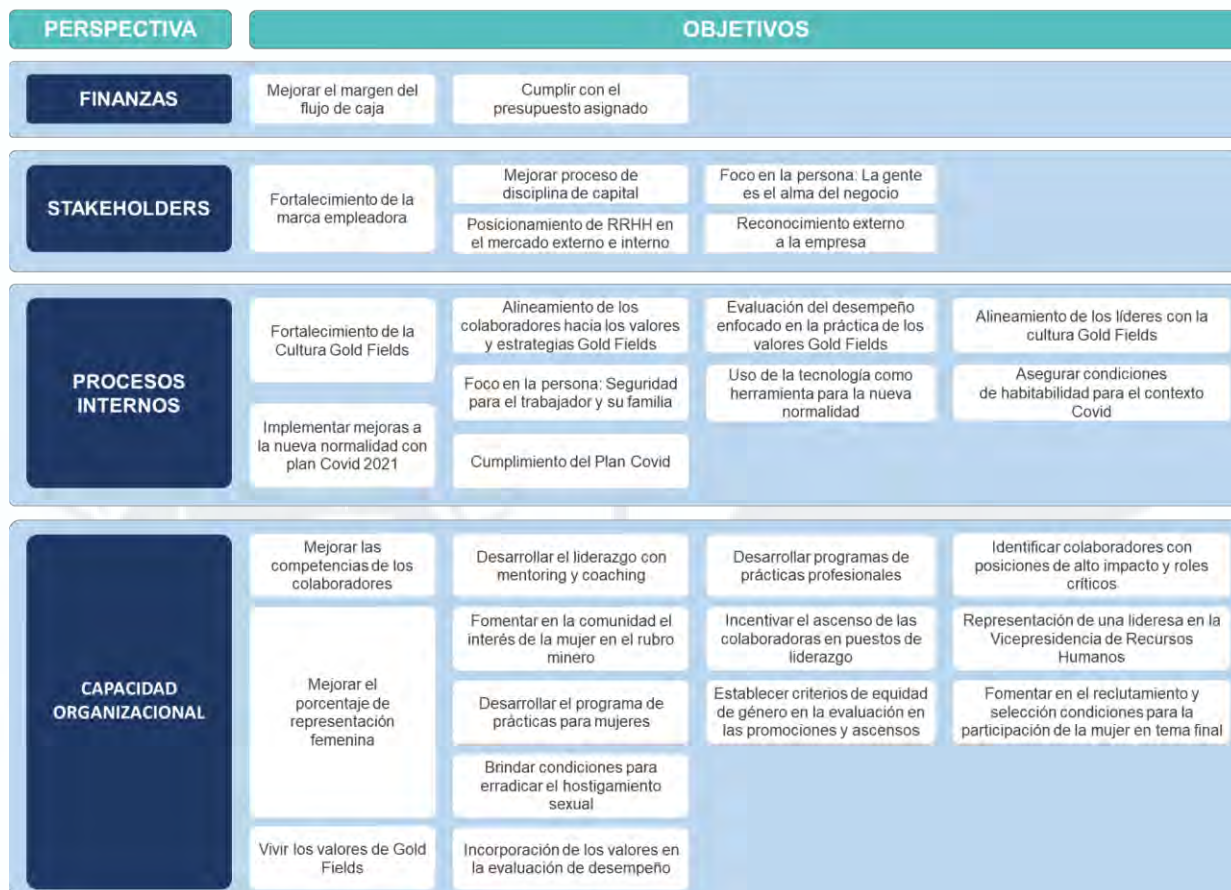 PERSPECTIVA
OBJETIVOS
FINANZAS
Mejorar el margen del
flujo de caja
Cumplir con el
presupuesto asignado
STAKEHOLDERS
Fortalecimiento de la
marca empleadora
Mejorar proceso de
disciplina de capital
Foco en la persona: La gente
es el alma del negocio
Posicionamiento de RRHH en
el mercado externo e interno
Reconocimiento externo
a la empresa
PROCESOS
INTERNOS
Fortalecimiento de la
Cultura Gold Fields
Alineamiento de los
colaboradores hacia los valores
y estrategias Gold Fields
Evaluación del desempeño
enfocado en la práctica de los
valores Gold Fields
Alineamiento de los líderes con la
cultura Gold Fields
Foco en la persona: Seguridad
para el trabajador y su familia
Uso de la tecnología como
herramienta para la nueva
normalidad
Asegurar condiciones
de habitabilidad para el contexto
Covid
Implementar mejoras a
la nueva normalidad con
plan Covid 2021
Cumplimiento del Plan Covid
CAPACIDAD
ORGANIZACIONAL
Mejorar las
competencias de los
colaboradores
Desarrollar el liderazgo con
mentoring y coaching
Desarrollar programas de
prácticas profesionales
Identificar colaboradores con
posiciones de alto impacto y roles
críticos
Mejorar el
porcentaje de
representación
femenina
Fomentar en la comunidad el
interés de la mujer en el rubro
minero
Incentivar el ascenso de las
colaboradoras en puestos de
liderazgo
Representación de una lideresa en la
Vicepresidencia de Recursos
Humanos
Desarrollar el programa de
prácticas para mujeres
Establecer criterios de equidad
de género en la evaluación en
las promociones y ascensos
Fomentar en el reclutamiento y
selección condiciones para la
participación de la mujer en tema final
Brindar condiciones para
erradicar el hostigamiento
sexual
Vivir los valores de Gold
Fields
Incorporación de los valores en
la evaluación de desempeño